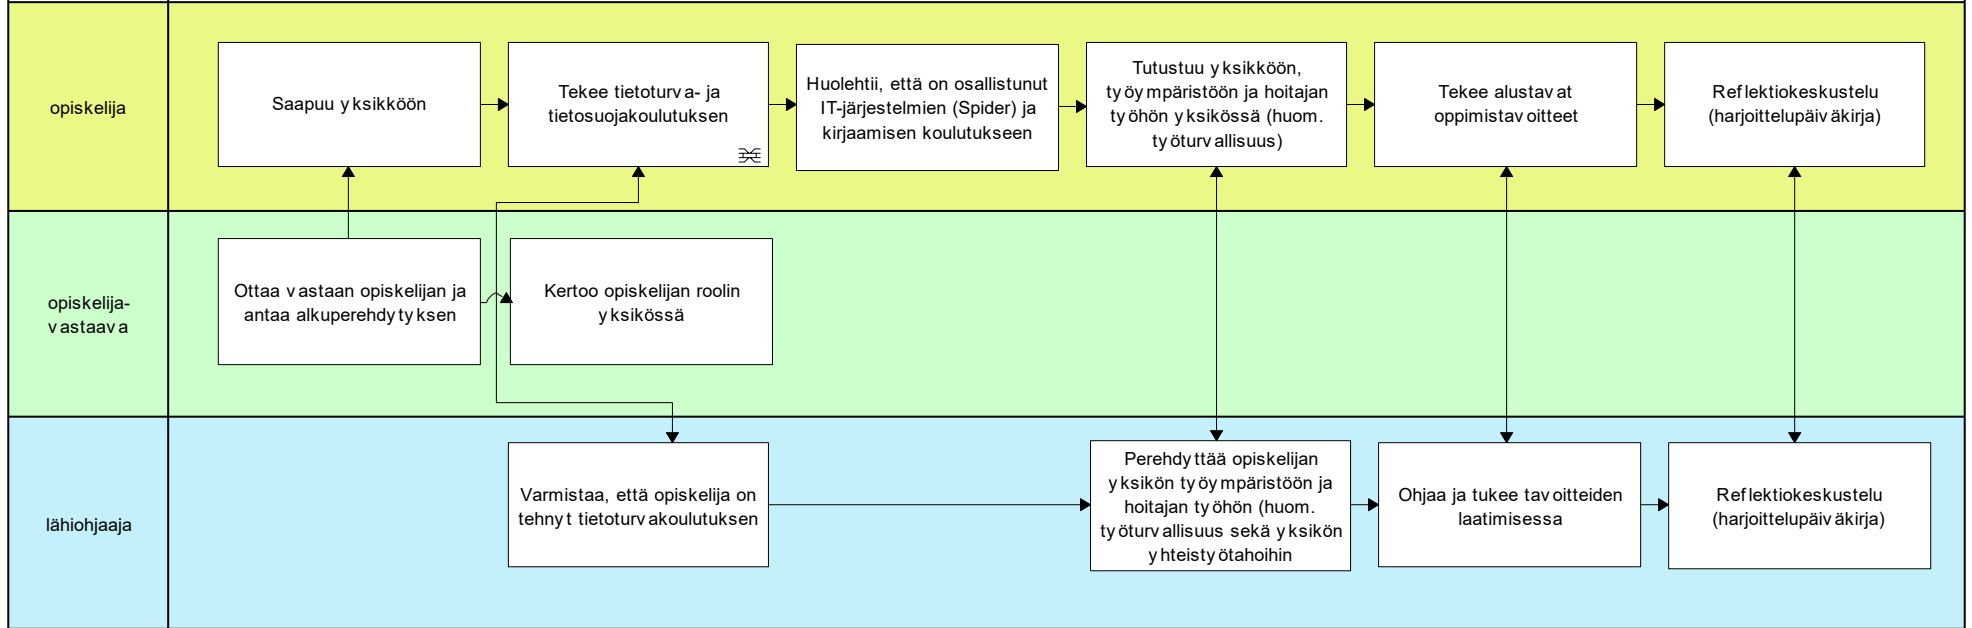 opiskelija
Saapuu yksikköön
Tekee tietoturva- ja
tietosuojakoulutuksen
Huolehtii, että on osallistunut
IT-järjestelmien (Spider) ja
kirjaamisen koulutukseen
Tutustuu yksikköön,
työympäristöön ja hoitajan
työhön yksikössä (huom.
työturvallisuus)
Tekee alustavat
oppimistavoitteet
Reflektiokeskustelu
(harjoittelupäiväkirja)
opiskelija-
vastaava
Ottaa vastaan opiskelijan ja
antaa alkuperehdytyksen
Kertoo opiskelijan roolin
yksikössä
lähiohjaaja
Varmistaa, että opiskelija on
tehnyt tietoturvakoulutuksen
Perehdyttää opiskelijan
yksikön työympäristöön ja
hoitajan työhön (huom.
työturvallisuus sekä yksikön
yhteistyötahoihin
Ohjaa ja tukee tavoitteiden
laatimisessa
Reflektiokeskustelu
(harjoittelupäiväkirja)